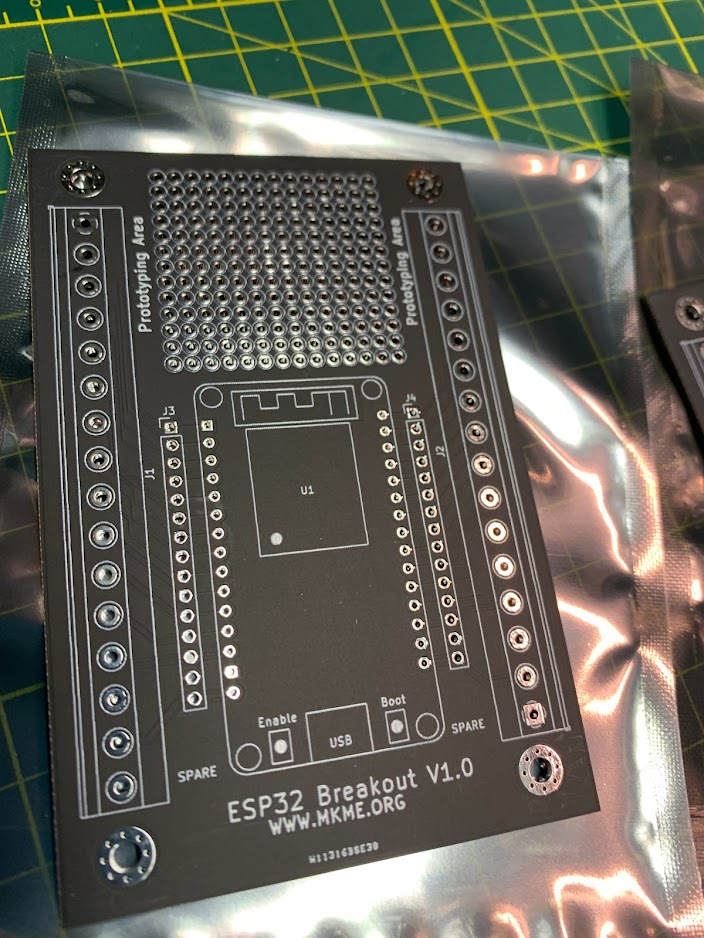 Prototyping Area
Prototyping Area
J3
J4
J1
J2
U1
Enable
Boot
USB
SPARE
SPARE
ESP32 Breakout V1.0
WWW.MKME.ORG